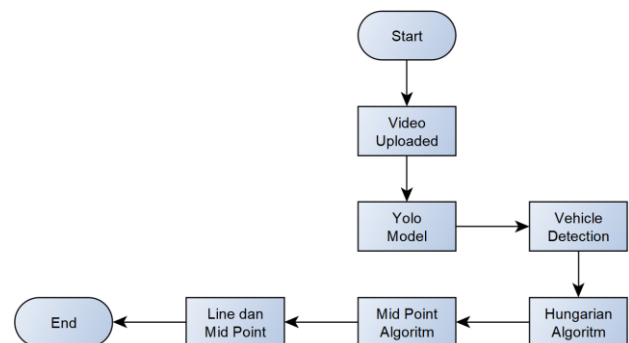 Start
Video
Uploaded
Yolo
Model
Vehicle
Detection
Hungarian
Algoritm
Mid Point
Algoritm
Line dan
Mid Point
End